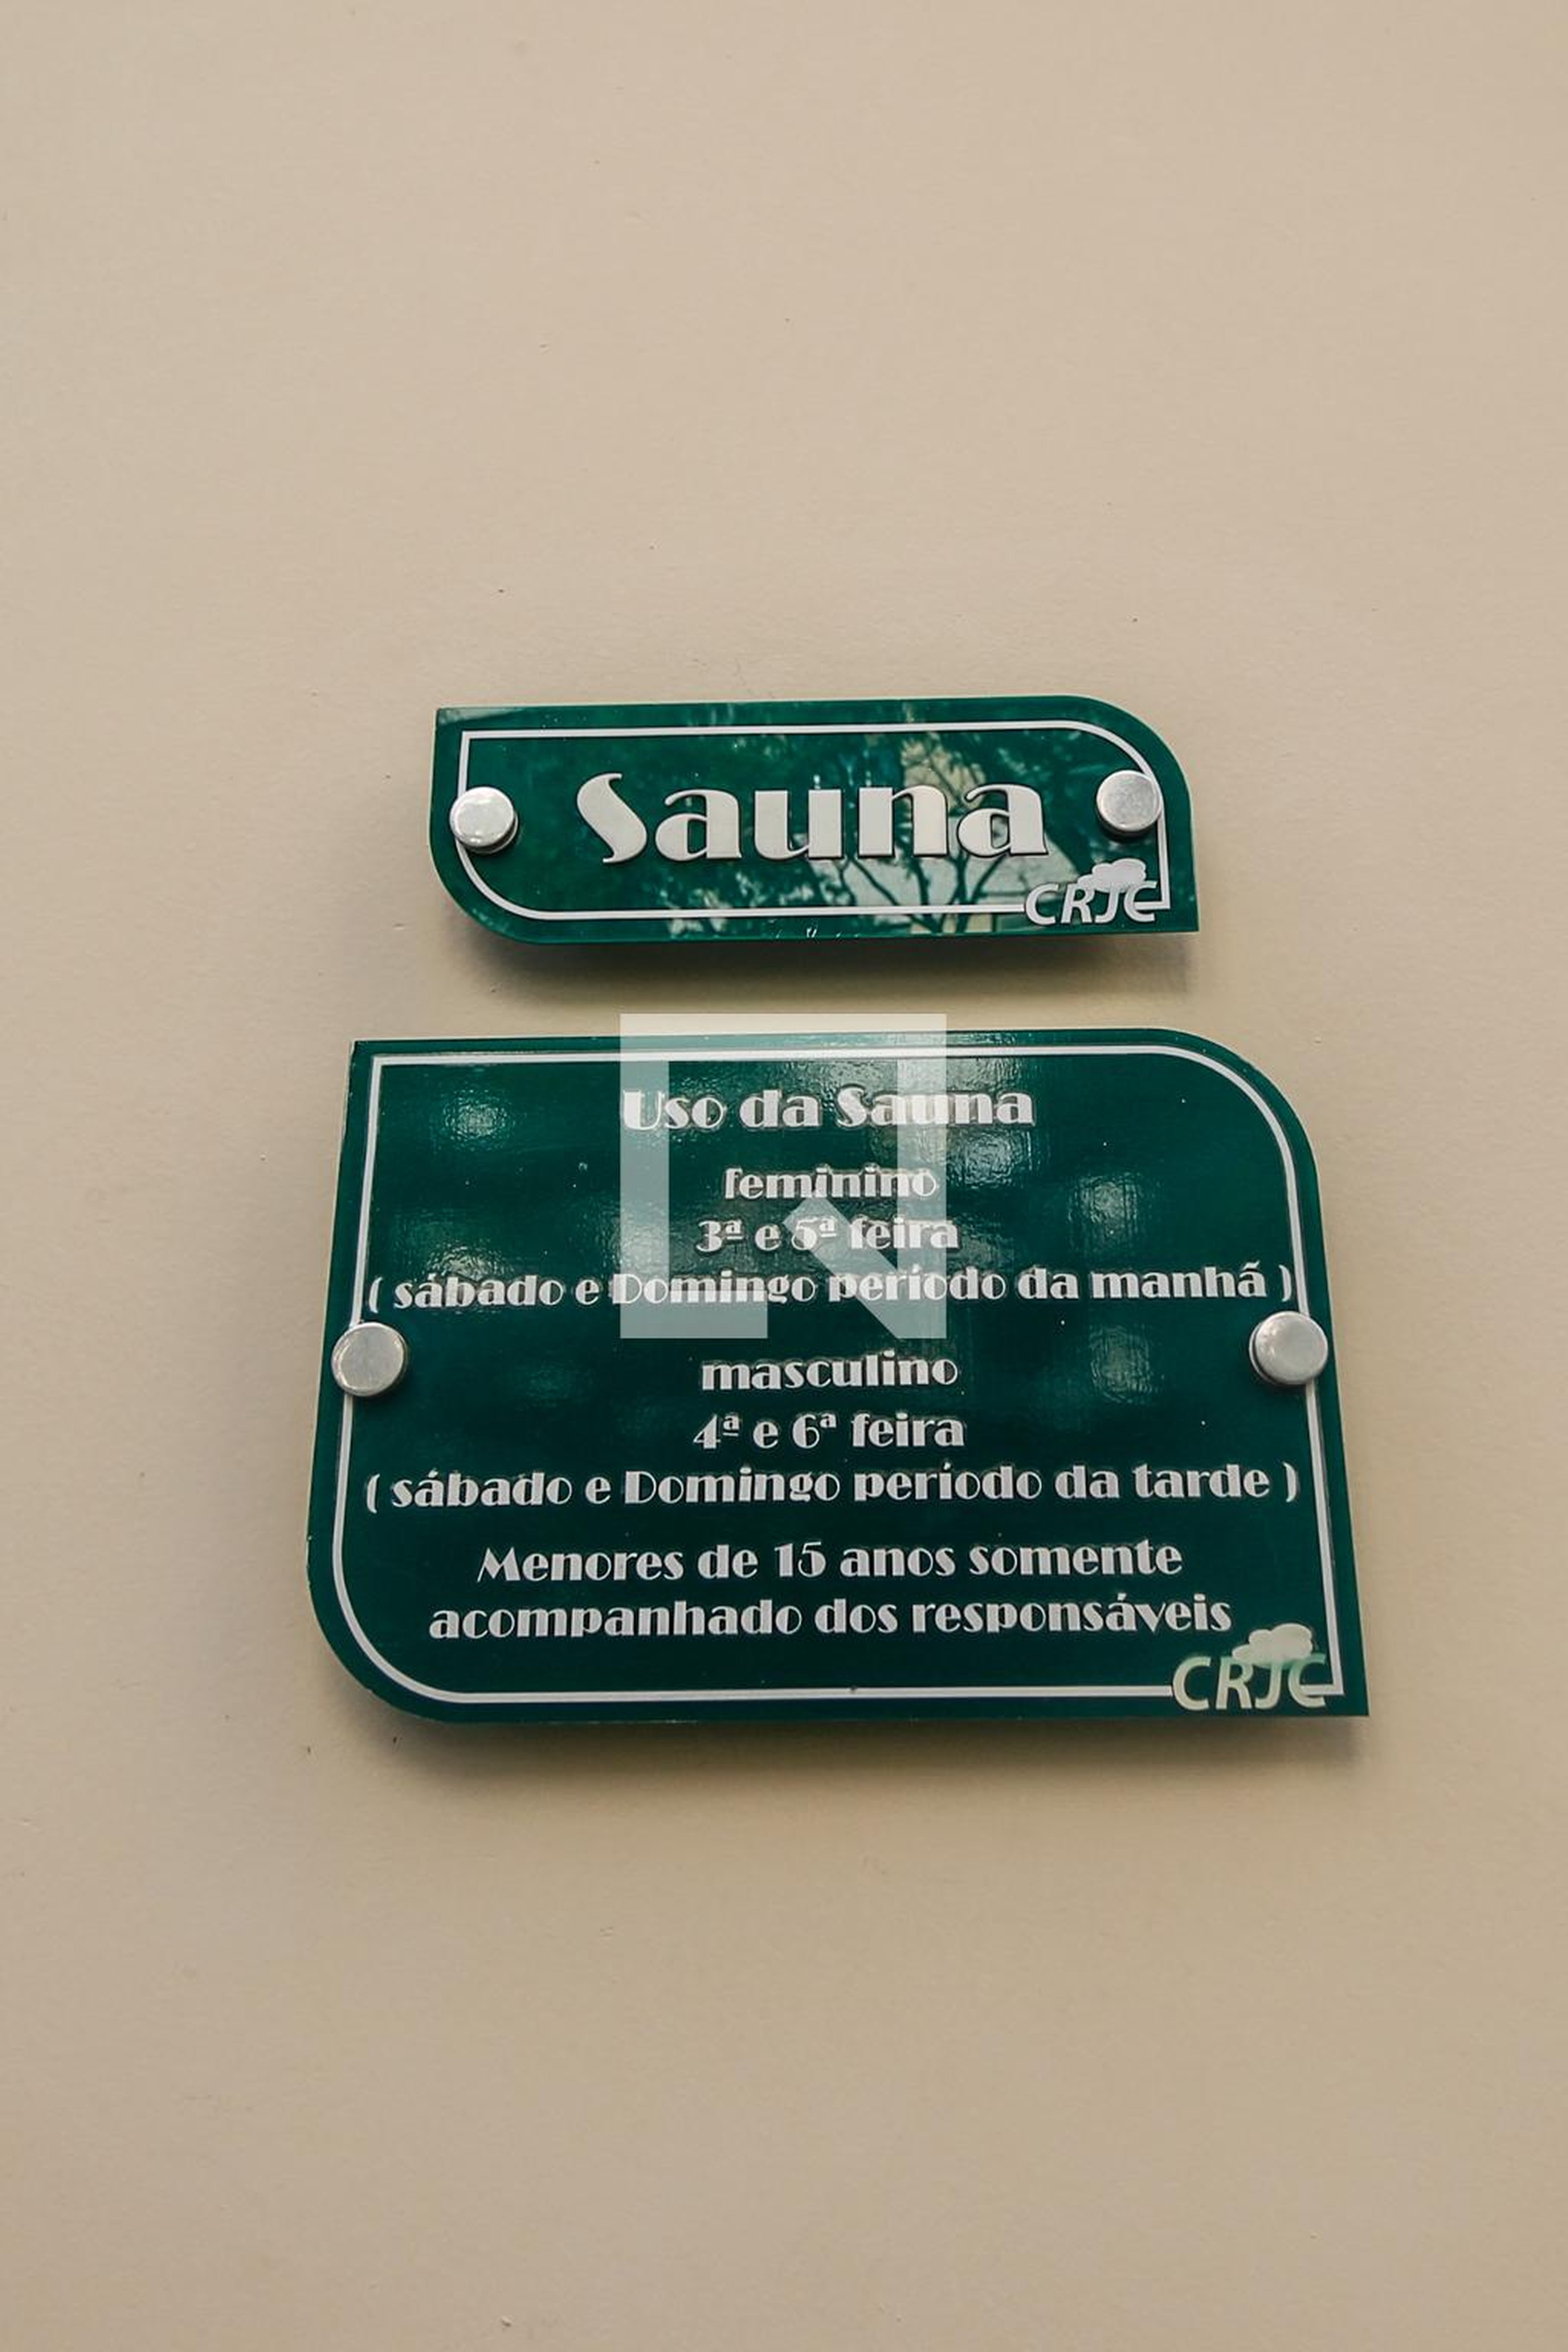 Sauna
CRJC
Uso da Sauna
feminino
3ª e 5ª feira
( sábado e Domingo período da manhã )
masculino
4ª e 6ª feira
( sábado e Domingo período da tarde )
Menores de 15 anos somente
acompanhado dos responsáveis
CRJC